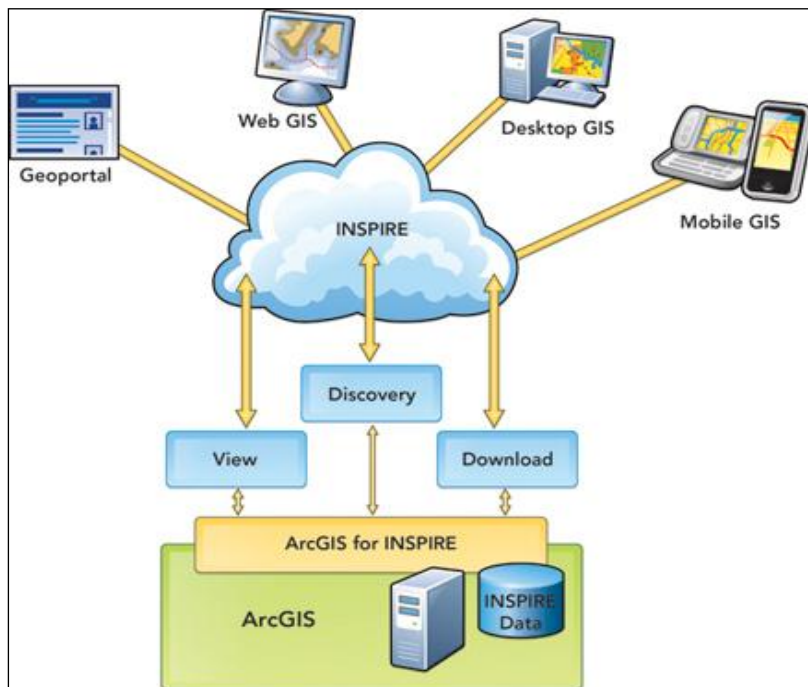 Web GIS
Desktop GIS
Geoportal
Mobile GIS
INSPIRE
Discovery
View
Download
ArcGIS for INSPIRE
ArcGIS
INSPIRE
Data